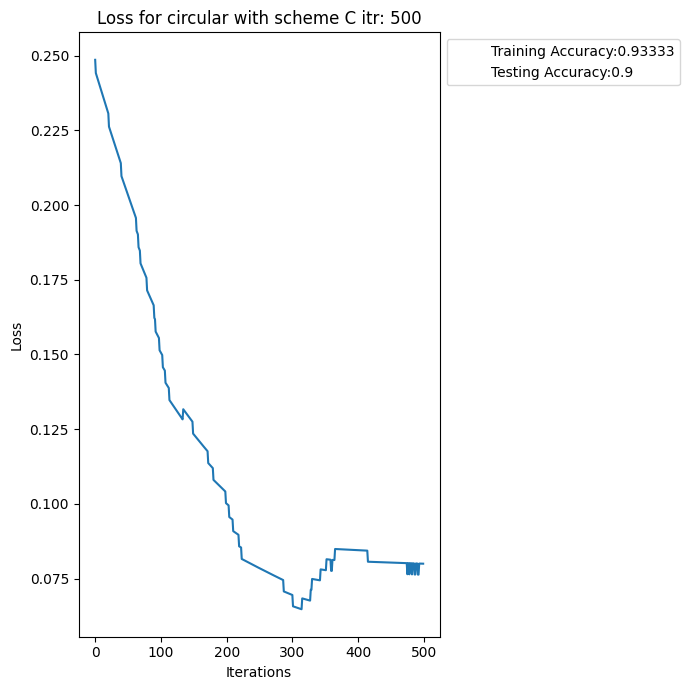 Loss for circular with scheme C itr: 500
Training Accuracy:0.93333
Testing Accuracy:0.9
0.250
0.225
0.200
0.175
0.150
0.125
0.100
0.075
Loss
0 100 200 300 400 500
Iterations